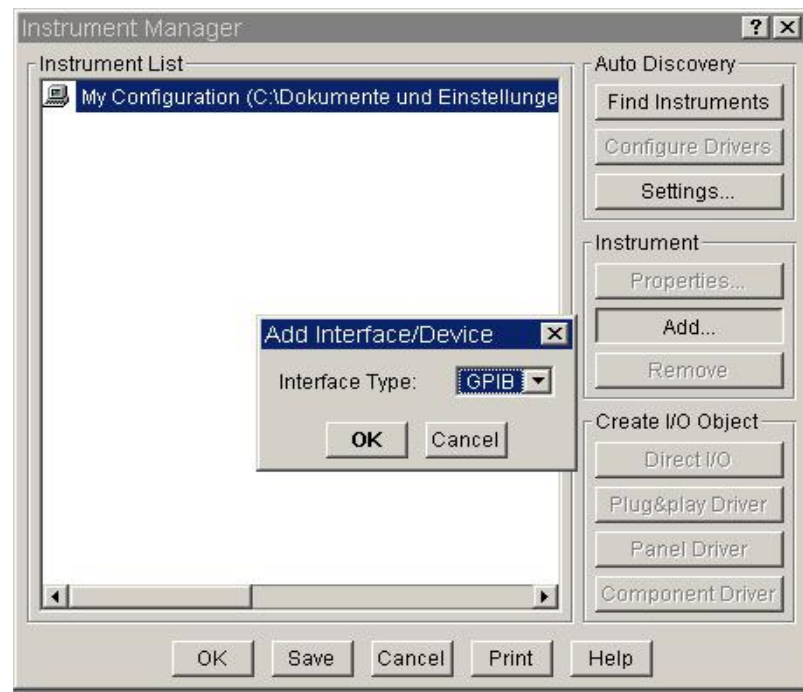 Instrument Manager
Instrument List
My Configuration (C:\Dokumente und Einstellunge
Auto Discovery
Find Instruments
Configure Drivers
Settings...
Instrument
Properties...
Add...
Remove
Create I/O Object
Direct I/O
Plug&play Driver
Panel Driver
Component Driver
Add Interface/Device
Interface Type: GPIB
OK Cancel
OK Save Cancel Print Help